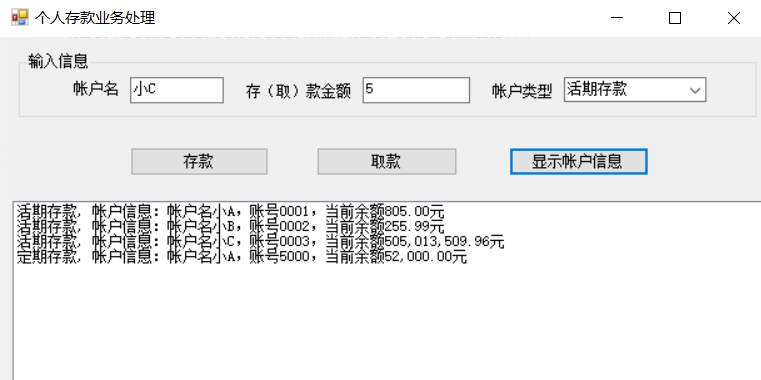 个人存款业务处理
输入信息
帐户名 小C 存（取）款金额 5 帐户类型 活期存款
存款 取款 显示帐户信息
活期存款, 帐户信息: 帐户名小A, 账号0001, 当前余额805.00元
活期存款, 帐户信息: 帐户名小B, 账号0002, 当前余额255.99元
活期存款, 帐户信息: 帐户名小C, 账号0003, 当前余额505,013,509.96元
定期存款, 帐户信息: 帐户名小A, 账号5000, 当前余额52,000.00元